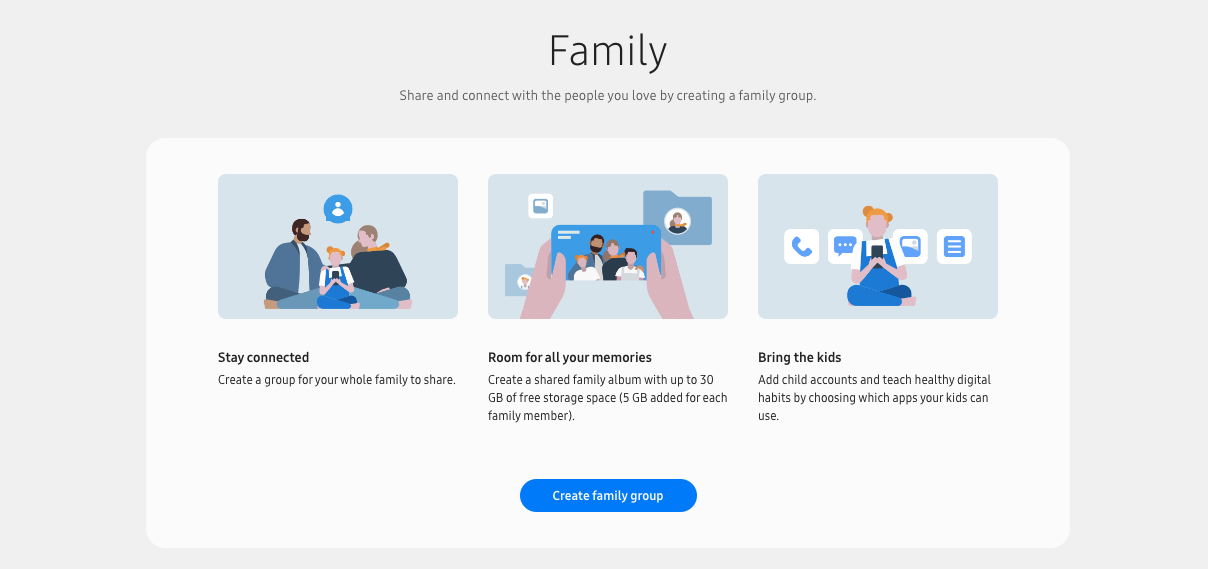 Family
Share and connect with the people you love by creating a family group.
Stay connected
Create a group for your whole family to share.
Room for all your memories
Create a shared family album with up to 30
GB of free storage space (5 GB added for each
family member).
Bring the kids
Add child accounts and teach healthy digital
habits by choosing which apps your kids can
use.
Create family group